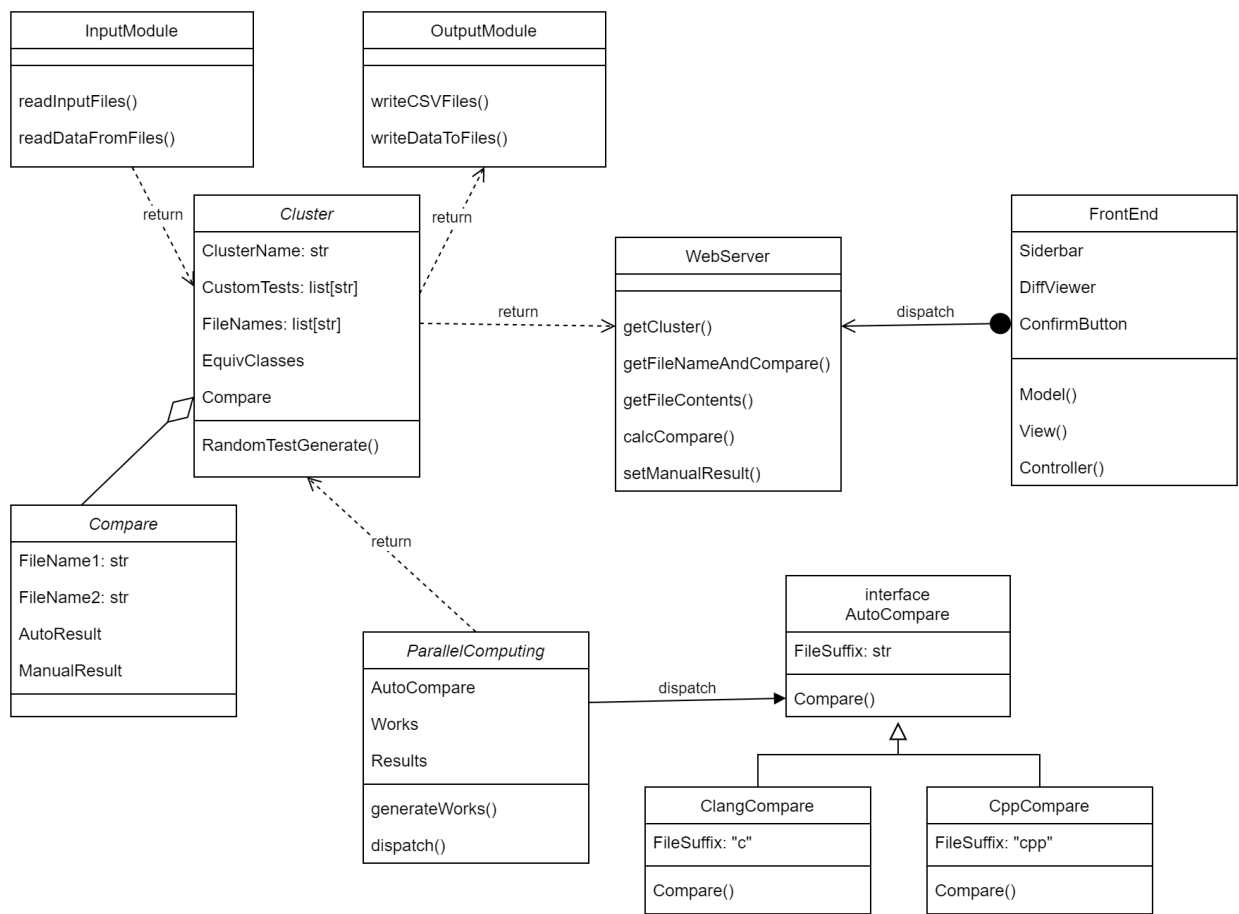 InputModule
readInputFiles()
readDataFromFiles()
OutputModule
writeCSVFiles()
writeDataToFiles()
return
return
Cluster
ClusterName: str
CustomTests: list[str]
FileNames: list[str]
EquivClasses
Compare
RandomTestGenerate()
return
WebServer
getCluster()
getFileNameAndCompare()
getFileContents()
calcCompare()
setManualResult()
dispatch
FrontEnd
Siderbar
DiffViewer
ConfirmButton
Model()
View()
Controller()
Compare
FileName1: str
FileName2: str
AutoResult
ManualResult
return
ParallelComputing
AutoCompare
Works
Results
generateWorks()
dispatch()
dispatch
interface
AutoCompare
FileSuffix: str
Compare()
ClangCompare
FileSuffix: "c"
Compare()
CppCompare
FileSuffix: "cpp"
Compare()